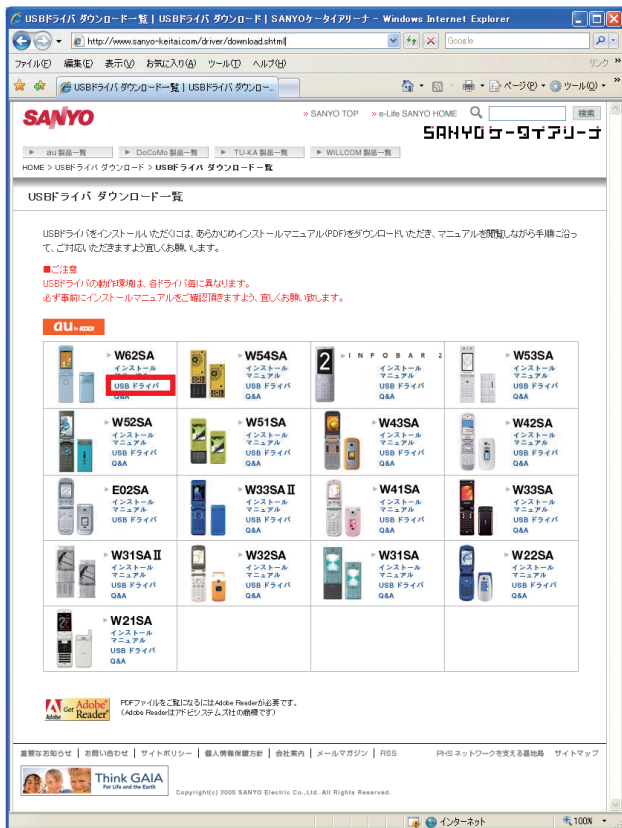 USBドライバ ダウンロード一覧 | USBドライバ ダウンロード | SANYOケータイアリーナ - Windows Internet Explorer
http://www.sanyo-keitai.com/driver/download.shtml
Google
ファイル(F) 編集(E) 表示(V) お気に入り(A) ツール(T) ヘルプ(H)
リンク »
USBドライバ ダウンロード一覧 | USBドライバ ダウンロー...
ページ(P) ツール(O) »
SANYO
» SANYO TOP » e-Life SANYO HOME
検索
SANYOケータイアリーナ
au 製品一覧 DoCoMo 製品一覧 TU-KA 製品一覧 WILLCOM 製品一覧
HOME > USBドライバ ダウンロード > USBドライバ ダウンロード一覧
USBドライバ ダウンロード一覧
USBドライバをインストールいただくには、あらかじめインストールマニュアル(PDF)をダウンロードいただき、マニュアルを閲覧しながら手順に沿っ
て、ご対応いただきますよう宜しくお願いします。
■ご注意
USBドライバの動作環境は、各ドライバ毎に異なります。
必ず事前にインストールマニュアルをご確認頂きますよう、宜しくお願い致します。
au by KDDI
W62SA
インストール
マニュアル
USB ドライバ
Q&A
W54SA
インストール
マニュアル
USB ドライバ
Q&A
INFOBAR 2
インストール
マニュアル
USB ドライバ
Q&A
W53SA
インストール
マニュアル
USB ドライバ
Q&A
W52SA
インストール
マニュアル
USB ドライバ
Q&A
W51SA
インストール
マニュアル
USB ドライバ
Q&A
W43SA
インストール
マニュアル
USB ドライバ
Q&A
W42SA
インストール
マニュアル
USB ドライバ
Q&A
E02SA
インストール
マニュアル
USB ドライバ
W33SAⅡ
インストール
マニュアル
USB ドライバ
Q&A
W41SA
インストール
マニュアル
USB ドライバ
Q&A
W33SA
インストール
マニュアル
USB ドライバ
Q&A
W31SAⅡ
インストール
マニュアル
USB ドライバ
Q&A
W32SA
インストール
マニュアル
USB ドライバ
Q&A
W31SA
インストール
マニュアル
USB ドライバ
Q&A
W22SA
インストール
マニュアル
USB ドライバ
Q&A
W21SA
インストール
マニュアル
USB ドライバ
Q&A
Get Adobe Reader
Adobe
PDFファイルをご覧になるにはAdobe Readerが必要です。
(Adobe Readerはアドビシステムズ社の商標です)
重要なお知らせ | お問い合わせ | サイトポリシー | 個人情報保護方針 | 会社案内 | メールマガジン | RSS PHSネットワークを支える基地局 サイトマップ
Think GAIA
For Life and the Earth
Copyright(c) 2005 SANYO Electric Co.,Ltd. All Rights Reserved.
インターネット 100%